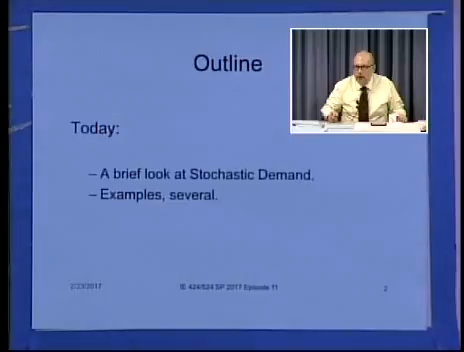 Outline
Today:
– A brief look at Stochastic Demand.
– Examples, several.
2/23/2017
IE 424/524 SP 2017 Episode 11
2